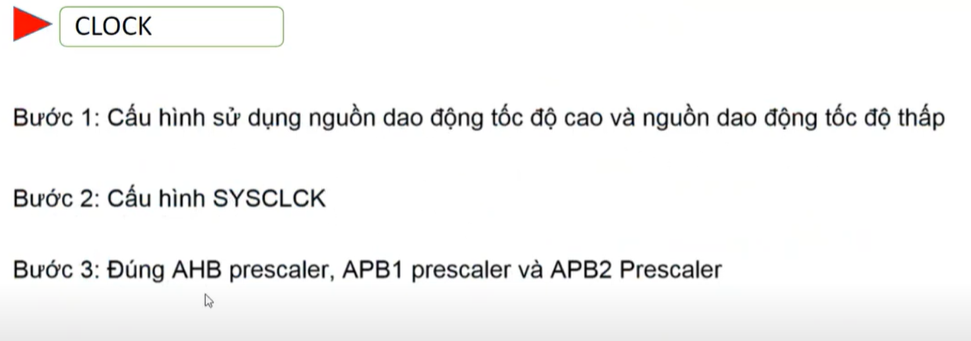 CLOCK
Bước 1: Cấu hình sử dụng nguồn dao động tốc độ cao và nguồn dao động tốc độ thấp
Bước 2: Cấu hình SYSCLCK
Bước 3: Đúng AHB prescaler, APB1 prescaler và APB2 Prescaler